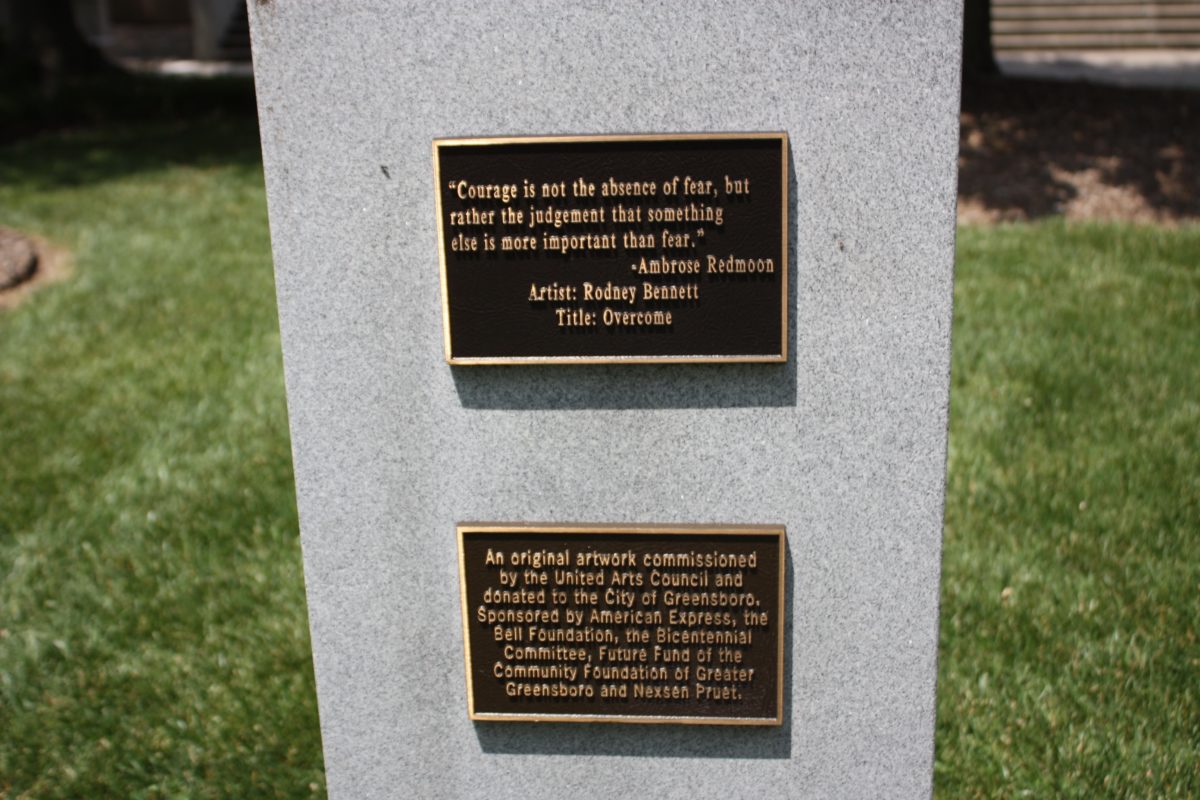 “Courage is not the absence of fear, but
rather the judgement that something
else is more important than fear.”
-Ambrose Redmoon
Artist: Rodney Bennett
Title: Overcome
An original artwork commissioned
by the United Arts Council and
donated to the City of Greensboro.
Sponsored by American Express, the
Bell Foundation, the Bicentennial
Committee, Future Fund of the
Community Foundation of Greater
Greensboro and Nexsen Pruet.